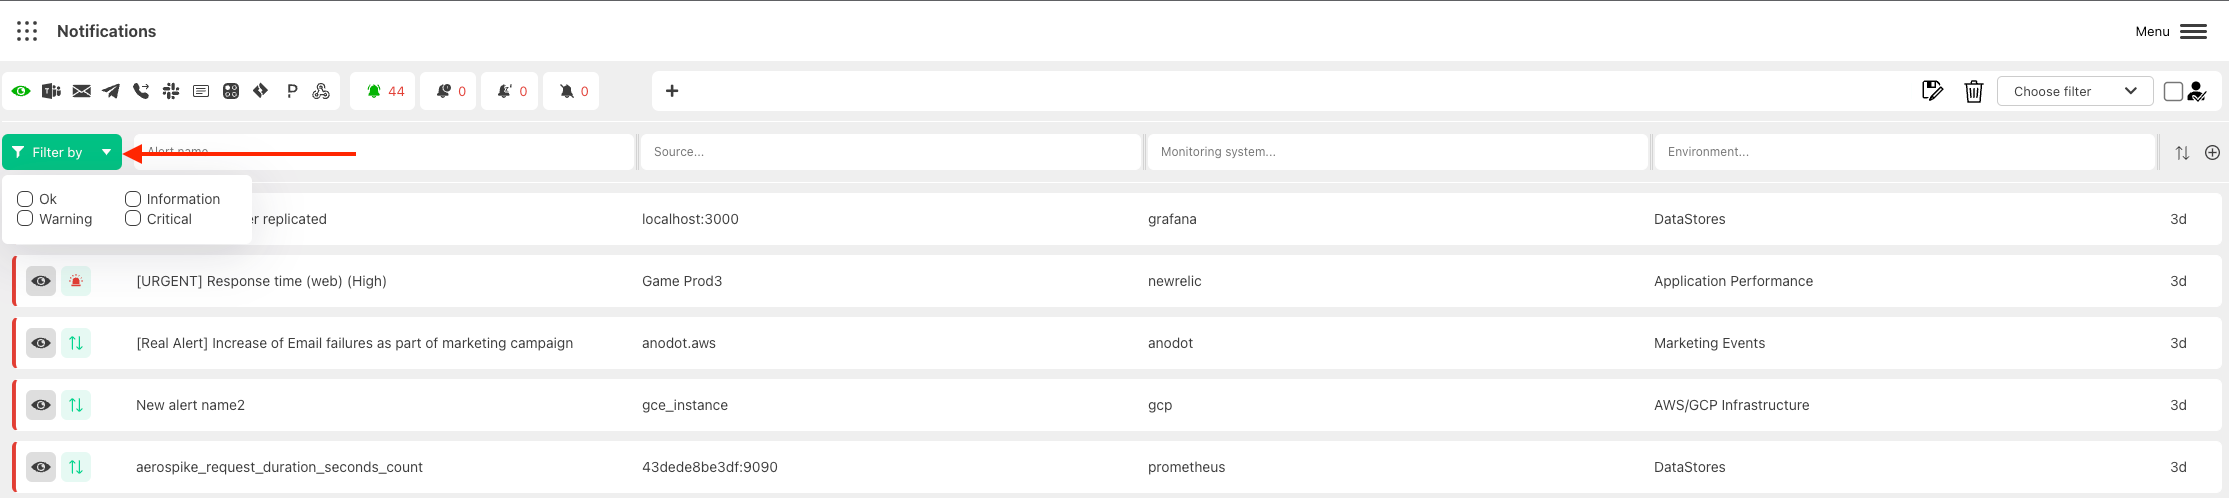 Notifications
Menu
44
0
0
0
+
Choose filter
Filter by
Alert name
Source...
Monitoring system...
Environment...
Ok
Information
Warning
Critical
replicated
localhost:3000
grafana
DataStores
3d
[URGENT] Response time (web) (High)
Game Prod3
newrelic
Application Performance
3d
[Real Alert] Increase of Email failures as part of marketing campaign
anodot.aws
anodot
Marketing Events
3d
New alert name2
gce_instance
gcp
AWS/GCP Infrastructure
3d
aerospike_request_duration_seconds_count
43dede8be3df:9090
prometheus
DataStores
3d